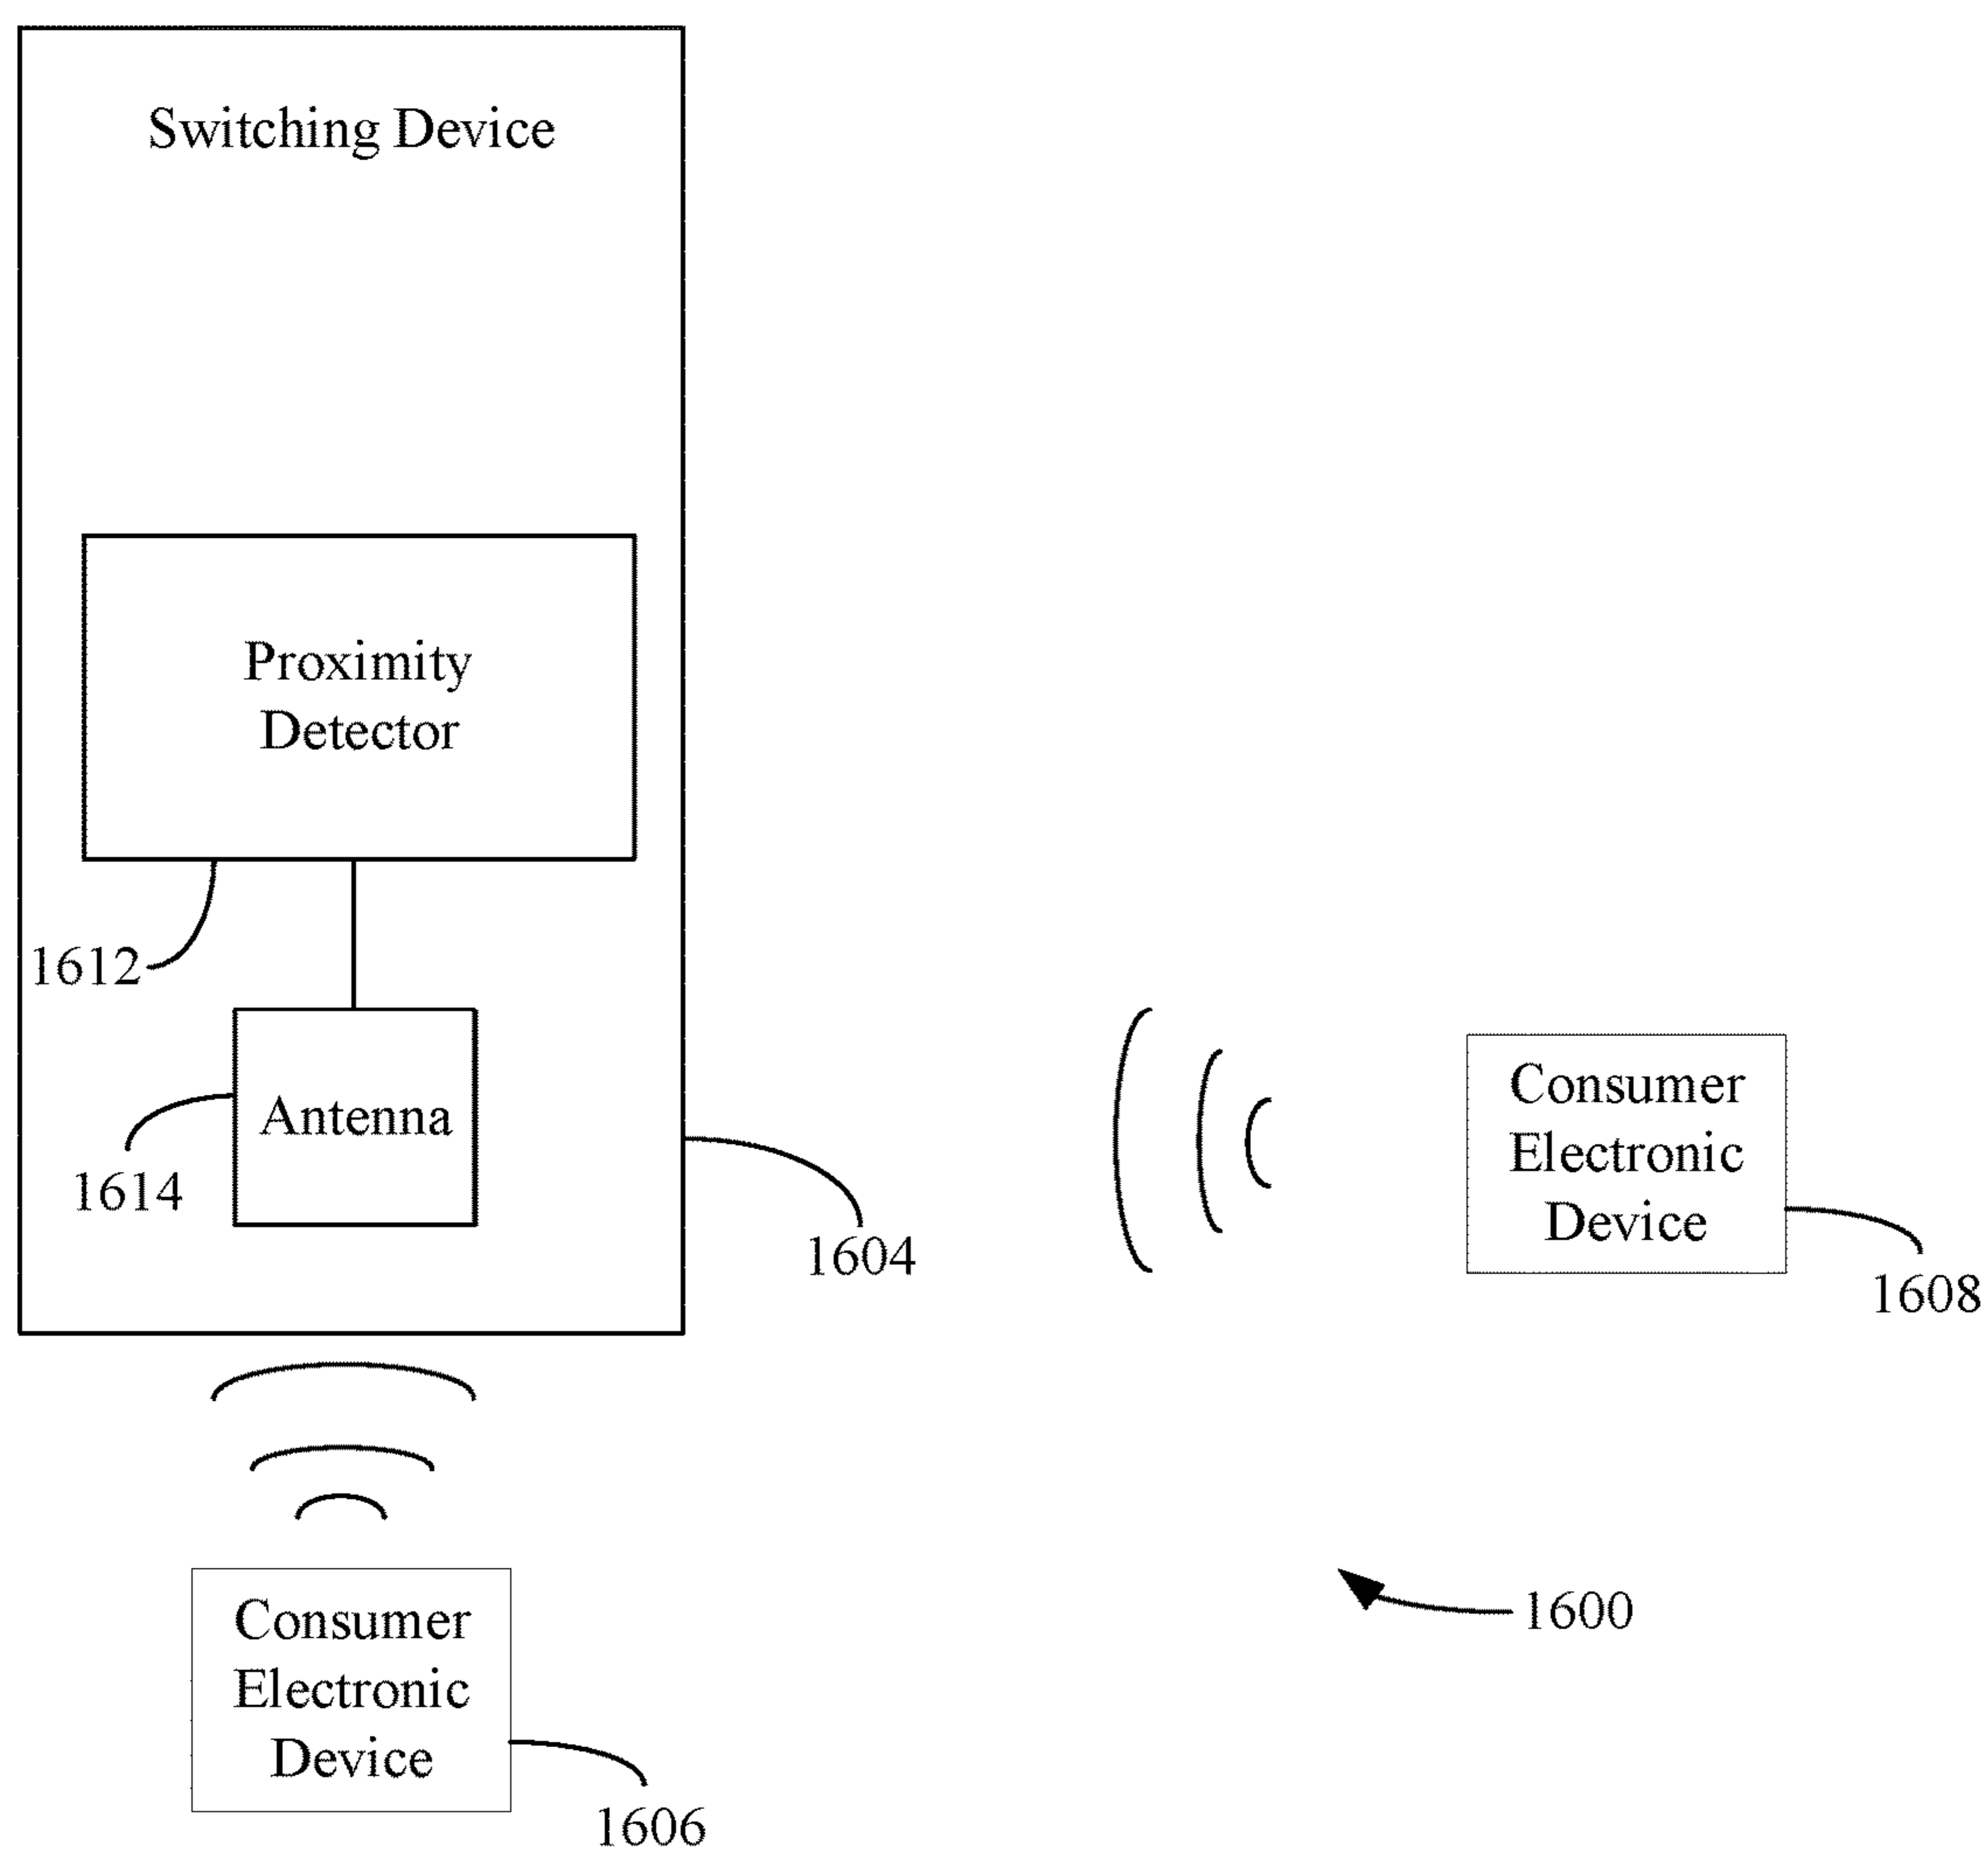 Switching Device
Proximity
Detector
1612
Antenna
1614
1604
Consumer
Electronic
Device
1608
1600
Consumer
Electronic
Device
1606